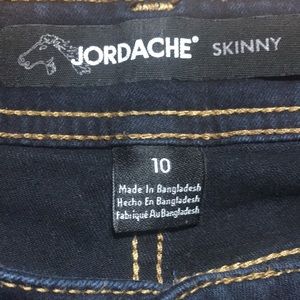 JORDACHE® SKINNY
10
Made In Bangladesh
Hecho En Bangladesh
Fabriqué Au Bangladesh